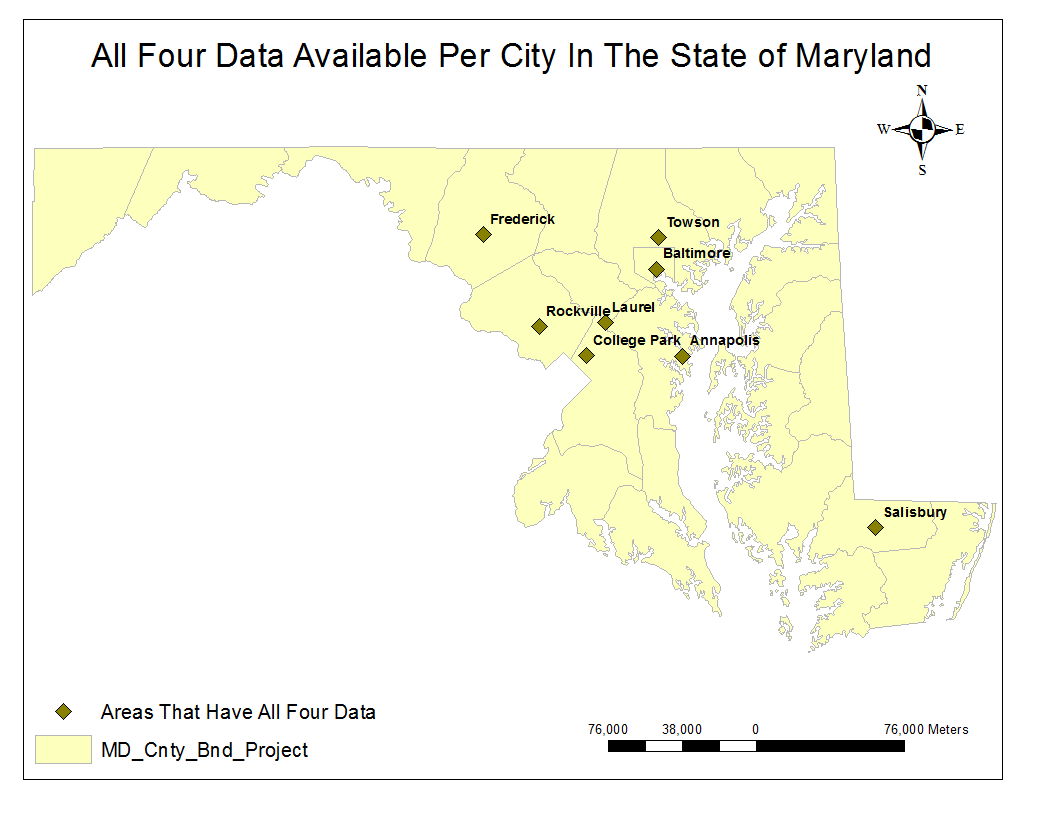 All Four Data Available Per City In The State of Maryland
N
W E
S
Frederick
Towson
Baltimore
Rockville
Laurel
College Park
Annapolis
Salisbury
Areas That Have All Four Data
MD_Cnty_Bnd_Project
76,000 38,000 0 76,000 Meters